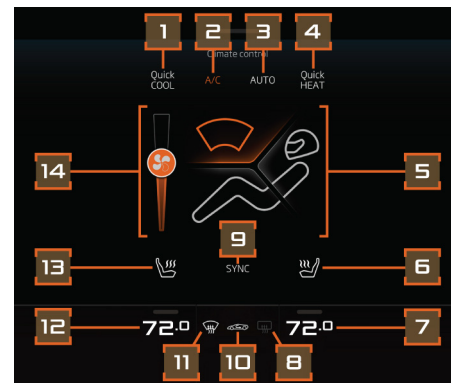 1 2 3 4
Climate control
Quick COOL
A/C
AUTO
Quick HEAT
14
5
9
13
SYNC
6
12
72.0
72.0
7
11
10
8